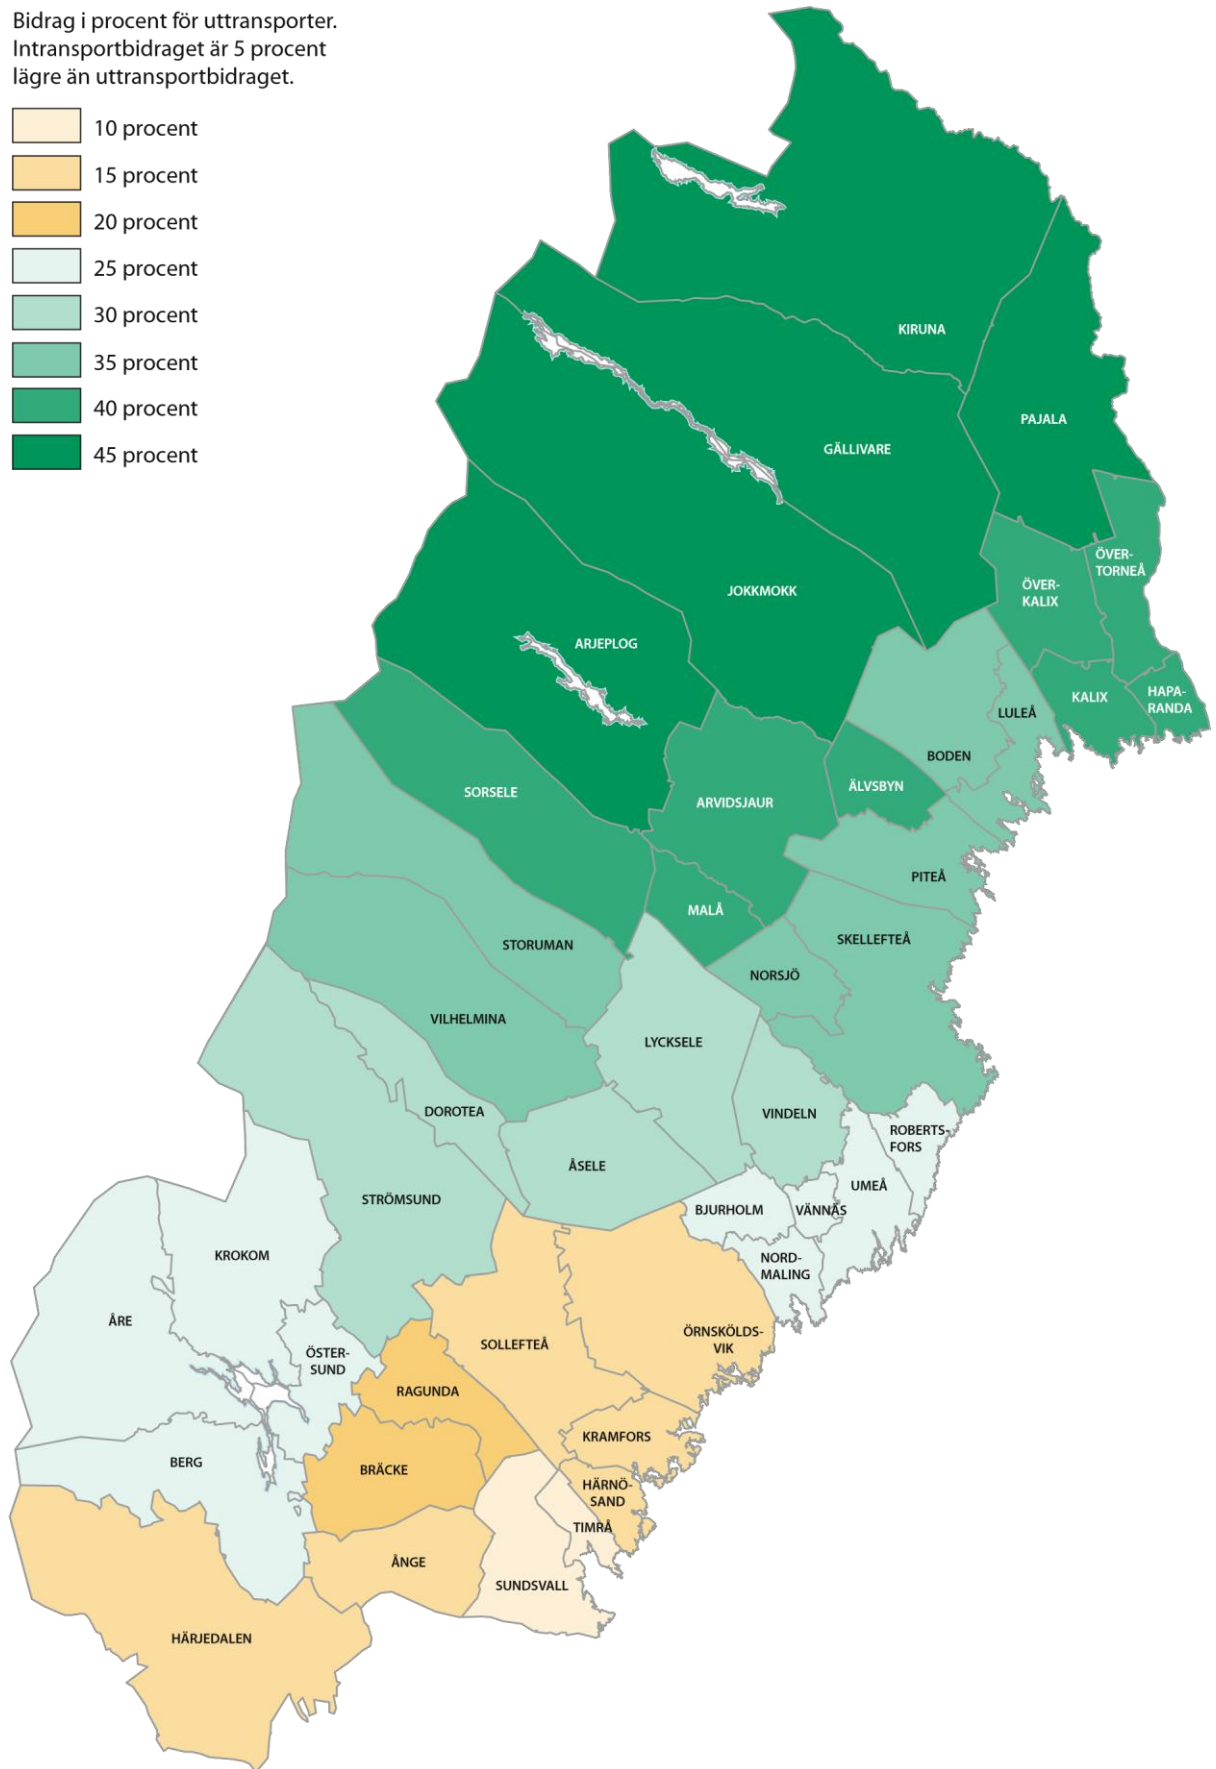 Bidrag i procent för uttransporter.
Intransportbidraget är 5 procent
lägre än uttransportbidraget.
10 procent
15 procent
20 procent
25 procent
30 procent
35 procent
40 procent
45 procent
KIRUNA
PAJALA
GÄLLIVARE
ÖVER-
TORNEÅ
ÖVER-
KALIX
JOKKMOKK
ARJEPLOG
HAPA-
RANDA
KALIX
LULEÅ
BODEN
ÄLVSBYN
SORSELE
ARVIDSJAUR
PITEÅ
MALÅ
SKELLEFTEÅ
STORUMAN
NORSJÖ
VILHELMINA
LYCKSELE
DOROTEA
VINDELN
ROBERTS-
FORS
ÅSELE
UMEÅ
STRÖMSUND
BJURHOLM
VÄNNÄS
KROKOM
NORD-
MALING
ÅRE
ÖSTER-
SUND
SOLLEFTEÅ
ÖRNSKÖLDS-
VIK
RAGUNDA
KRAMFORS
BERG
BRÄCKE
HÄRNÖ-
SAND
TIMRÅ
ÅNGE
SUNDSVALL
HÄRJEDALEN